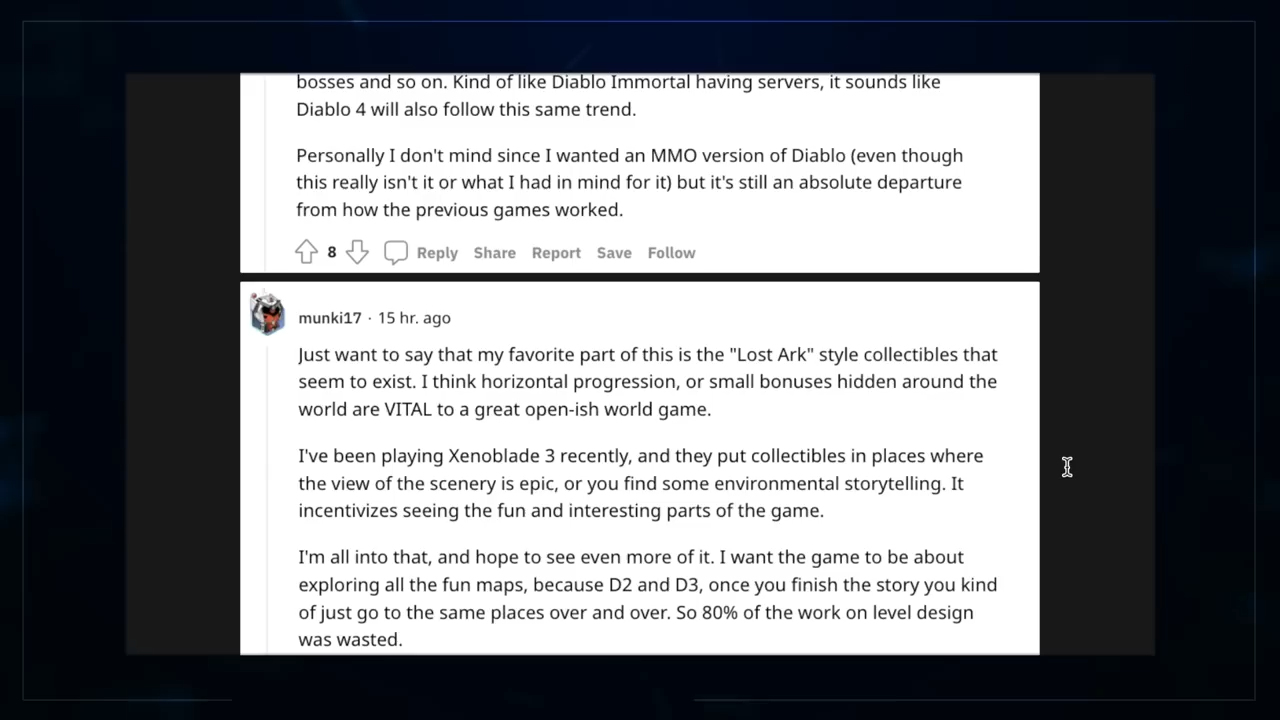 bosses and so on. Kind of like Diablo Immortal having servers, it sounds like
Diablo 4 will also follow this same trend.
Personally I don't mind since I wanted an MMO version of Diablo (even though
this really isn't it or what I had in mind for it) but it's still an absolute departure
from how the previous games worked.
8 Reply Share Report Save Follow
munki17 · 15 hr. ago
Just want to say that my favorite part of this is the "Lost Ark" style collectibles that
seem to exist. I think horizontal progression, or small bonuses hidden around the
world are VITAL to a great open-ish world game.
I've been playing Xenoblade 3 recently, and they put collectibles in places where
the view of the scenery is epic, or you find some environmental storytelling. It
incentivizes seeing the fun and interesting parts of the game.
I'm all into that, and hope to see even more of it. I want the game to be about
exploring all the fun maps, because D2 and D3, once you finish the story you kind
of just go to the same places over and over. So 80% of the work on level design
was wasted.